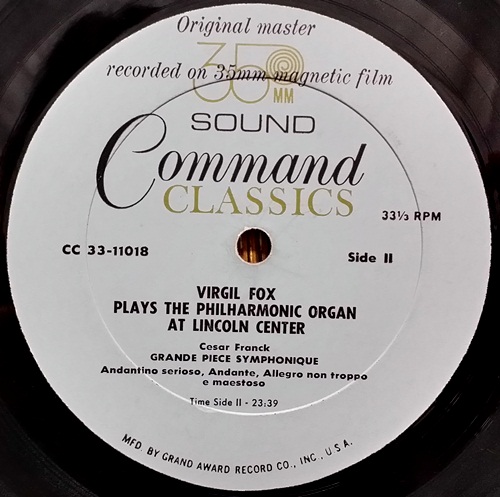 Original master
35MM
recorded on 35mm magnetic film
SOUND
Command
CLASSICS
33⅓ RPM
CC 33-11018
Side II
VIRGIL FOX
PLAYS THE PHILHARMONIC ORGAN
AT LINCOLN CENTER
Cesar Franck
GRANDE PIECE SYMPHONIQUE
Andantino serioso, Andante, Allegro non troppo
e maestoso
Time Side II - 23:39
MFD. BY GRAND AWARD RECORD CO., INC., U.S.A.